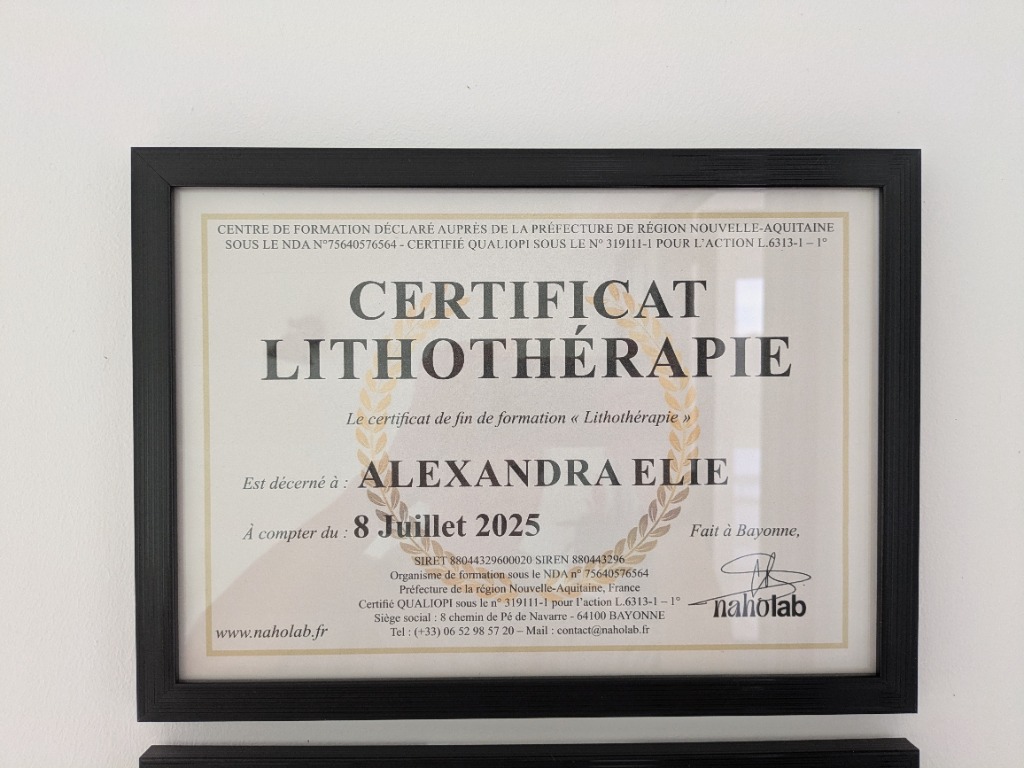 CENTRE DE FORMATION DÉCLARÉ AUPRÈS DE LA PRÉFECTURE DE RÉGION NOUVELLE-AQUITAINE
SOUS LE NDA N°75640576564 - CERTIFIÉ QUALIOPI SOUS LE N° 319111-1 POUR L'ACTION L.6313-1 – 1°
CERTIFICAT
LITHOTHÉRAPIE
Le certificat de fin de formation « Lithothérapie »
Est décerné à : ALEXANDRA ELIE
À compter du : 8 Juillet 2025
Fait à Bayonne,
SIRET 88044329600020 SIREN 880443296
Organisme de formation sous le NDA n° 75640576564
Préfecture de la région Nouvelle-Aquitaine, France
Certifié QUALIOPI sous le n° 319111-1 pour l'action L.6313-1 – 1°
Siège social : 8 chemin de Pé de Navarre - 64100 BAYONNE
Tel : (+33) 06 52 98 57 20 – Mail : contact@naholab.fr
naholab
www.naholab.fr